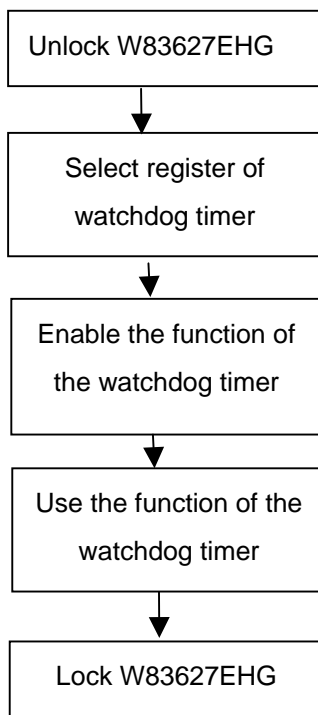 Unlock W83627EHG
Select register of
watchdog timer
Enable the function of
the watchdog timer
Use the function of the
watchdog timer
Lock W83627EHG